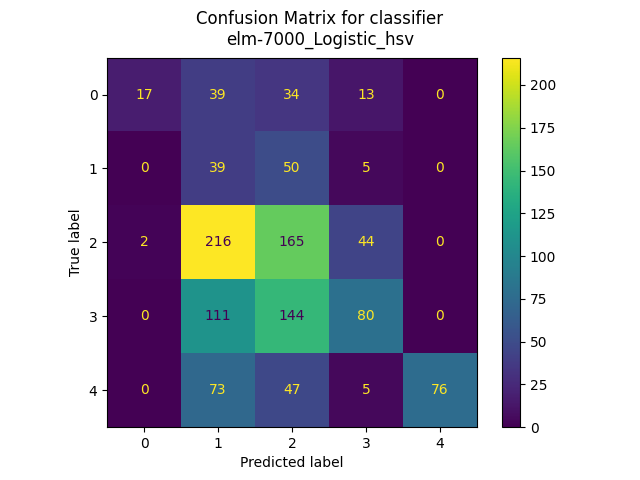 Confusion Matrix for classifier
elm-7000_Logistic_hsv
0 17 39 34 13 0
1 0 39 50 5 0
2 2 216 165 44 0
3 0 111 144 80 0
4 0 73 47 5 76
0 1 2 3 4
True label
Predicted label
200
175
150
125
100
75
50
25
0